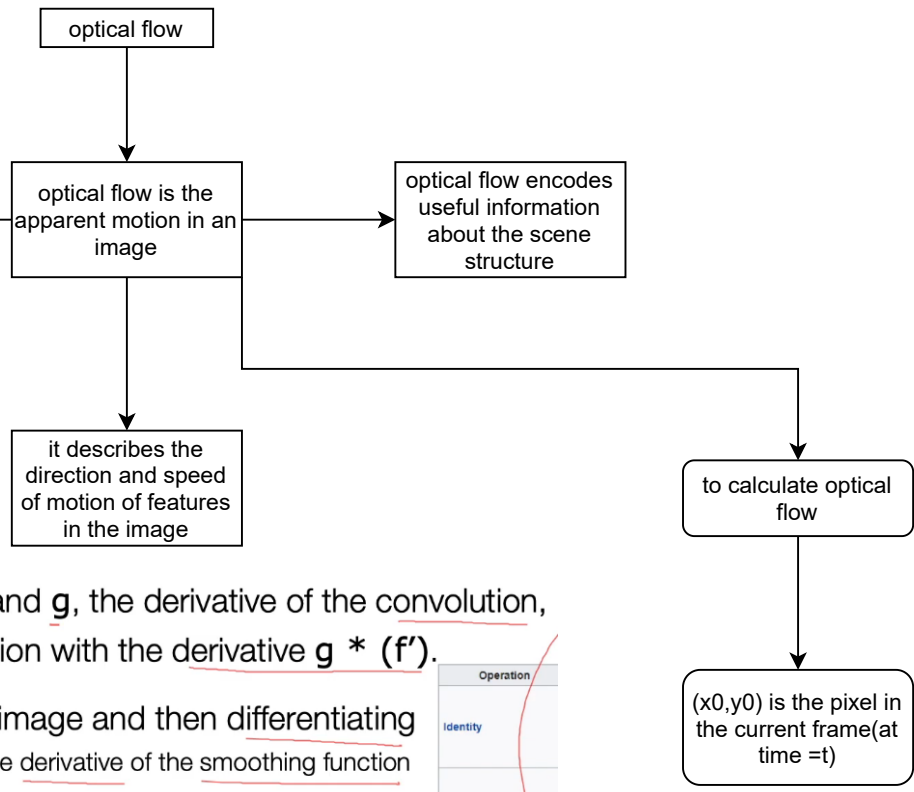 optical flow
optical flow is the
apparent motion in an
image
optical flow encodes
useful information
about the scene
structure
it describes the
direction and speed
of motion of features
in the image
to calculate optical
flow
(x0,y0) is the pixel in
the current frame(at
time =t)
and g, the derivative of the convolution,
tion with the derivative g * (f′).
image and then differentiating
e derivative of the smoothing function
Operation
Identity